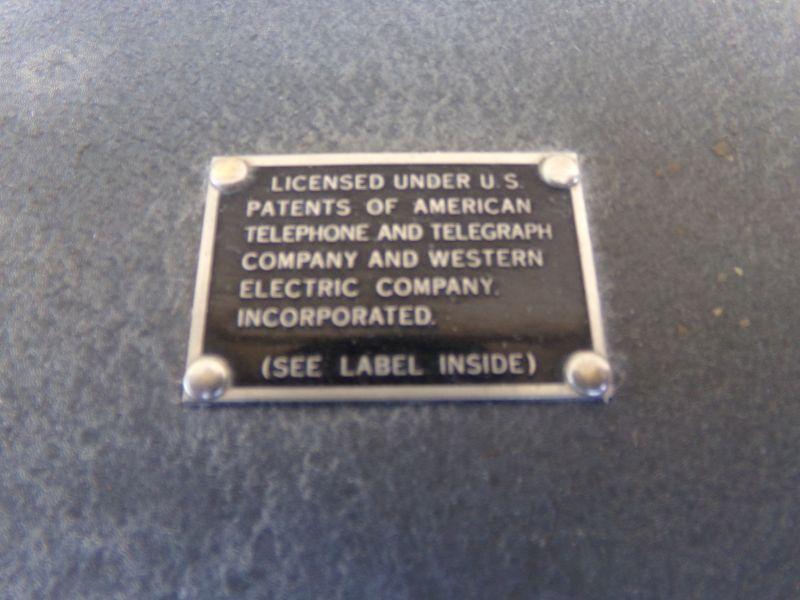 LICENSED UNDER U.S.
PATENTS OF AMERICAN
TELEPHONE AND TELEGRAPH
COMPANY AND WESTERN
ELECTRIC COMPANY,
INCORPORATED.
(SEE LABEL INSIDE)